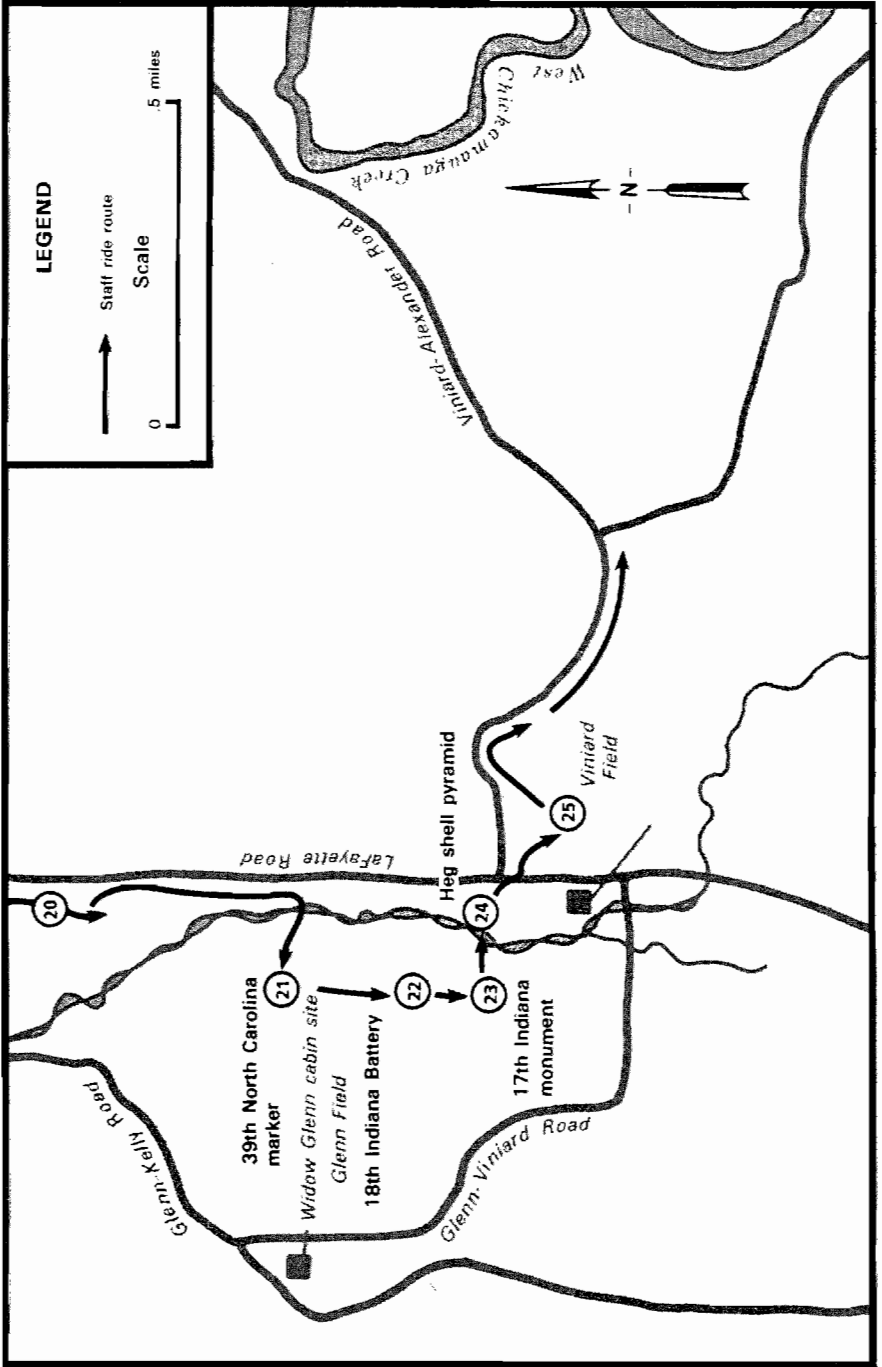 LEGEND
Staff ride route
Scale
0
.5 miles
West
Chickamauga Creek
- N -
Viniard-Alexander Road
LaFayette Road
20
Glenn-Kelly Road
39th North Carolina
marker
21
Widow Glenn cabin site
Glenn Field
18th Indiana Battery
22
23
17th Indiana
monument
Glenn-Viniard Road
Heg shell pyramid
24
25
Viniard
Field